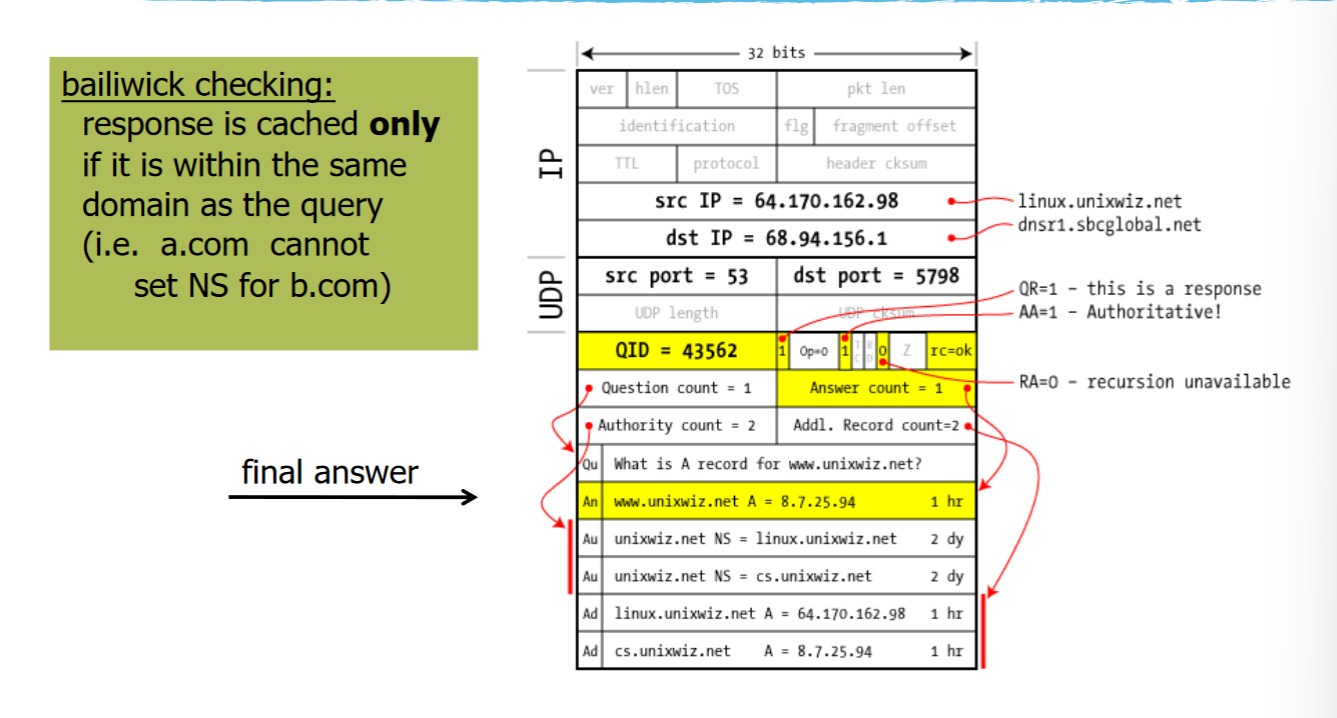 bailiwick checking:
response is cached only
if it is within the same
domain as the query
(i.e. a.com cannot
set NS for b.com)
final answer
32 bits
IP
ver hlen TOS pkt len
identification flg fragment offset
TTL protocol header cksum
src IP = 64.170.162.98
linux.unixwiz.net
dst IP = 68.94.156.1
dnsr1.sbcglobal.net
UDP
src port = 53 dst port = 5798
UDP length UDP cksum
QR=1 – this is a response
AA=1 – Authoritative!
QID = 43562 1 Op=0 1 TC RD 0 Z rc=ok
RA=0 – recursion unavailable
Question count = 1 Answer count = 1
Authority count = 2 Addl. Record count=2
Qu What is A record for www.unixwiz.net?
An www.unixwiz.net A = 8.7.25.94 1 hr
Au unixwiz.net NS = linux.unixwiz.net 2 dy
Au unixwiz.net NS = cs.unixwiz.net 2 dy
Ad linux.unixwiz.net A = 64.170.162.98 1 hr
Ad cs.unixwiz.net A = 8.7.25.94 1 hr